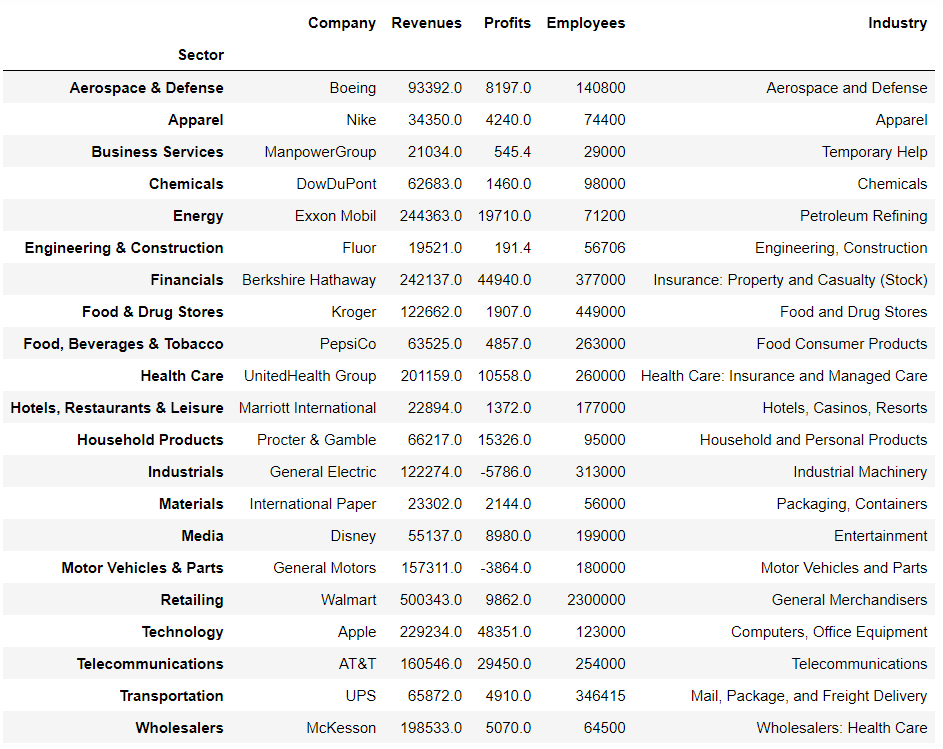 Company Revenues Profits Employees Industry
Sector
Aerospace & Defense Boeing 93392.0 8197.0 140800 Aerospace and Defense
Apparel Nike 34350.0 4240.0 74400 Apparel
Business Services ManpowerGroup 21034.0 545.4 29000 Temporary Help
Chemicals DowDuPont 62683.0 1460.0 98000 Chemicals
Energy Exxon Mobil 244363.0 19710.0 71200 Petroleum Refining
Engineering & Construction Fluor 19521.0 191.4 56706 Engineering, Construction
Financials Berkshire Hathaway 242137.0 44940.0 377000 Insurance: Property and Casualty (Stock)
Food & Drug Stores Kroger 122662.0 1907.0 449000 Food and Drug Stores
Food, Beverages & Tobacco PepsiCo 63525.0 4857.0 263000 Food Consumer Products
Health Care UnitedHealth Group 201159.0 10558.0 260000 Health Care: Insurance and Managed Care
Hotels, Restaurants & Leisure Marriott International 22894.0 1372.0 177000 Hotels, Casinos, Resorts
Household Products Procter & Gamble 66217.0 15326.0 95000 Household and Personal Products
Industrials General Electric 122274.0 -5786.0 313000 Industrial Machinery
Materials International Paper 23302.0 2144.0 56000 Packaging, Containers
Media Disney 55137.0 8980.0 199000 Entertainment
Motor Vehicles & Parts General Motors 157311.0 -3864.0 180000 Motor Vehicles and Parts
Retailing Walmart 500343.0 9862.0 2300000 General Merchandisers
Technology Apple 229234.0 48351.0 123000 Computers, Office Equipment
Telecommunications AT&T 160546.0 29450.0 254000 Telecommunications
Transportation UPS 65872.0 4910.0 346415 Mail, Package, and Freight Delivery
Wholesalers McKesson 198533.0 5070.0 64500 Wholesalers: Health Care